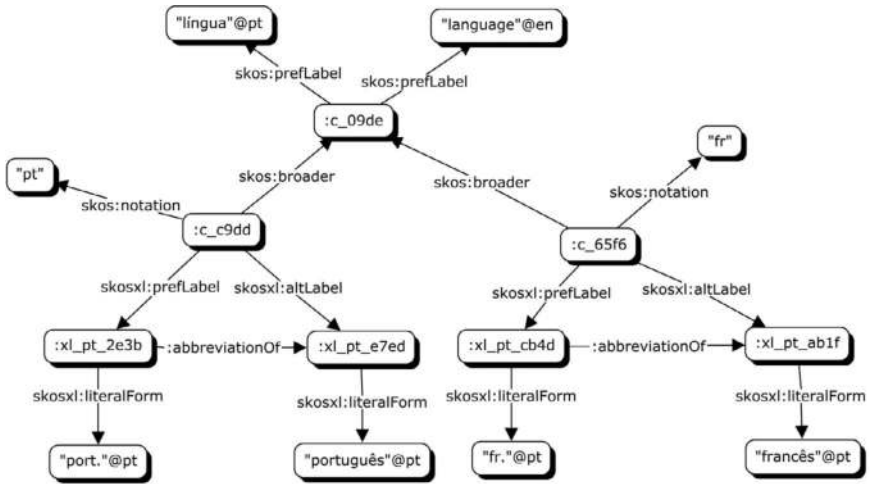 "língua"@pt
"language"@en
skos:prefLabel
skos:prefLabel
:c_09de
"fr"
"pt"
skos:broader
skos:broader
skos:notation
skos:notation
:c_c9dd
:c_65f6
skosxl:prefLabel
skosxl:altLabel
skosxl:prefLabel
skosxl:altLabel
:xl_pt_2e3b
:abbreviationOf
:xl_pt_e7ed
:xl_pt_cb4d
:abbreviationOf
:xl_pt_ab1f
skosxl:literalForm
skosxl:literalForm
skosxl:literalForm
skosxl:literalForm
"port."@pt
"português"@pt
"fr."@pt
"francês"@pt